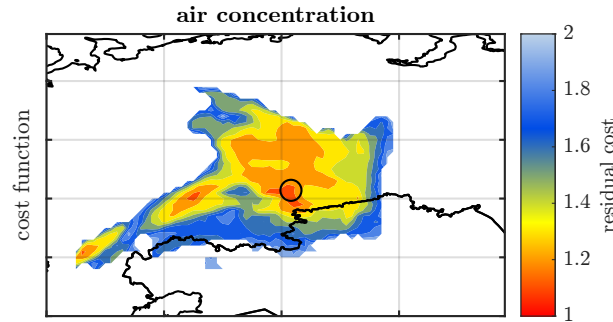 air concentration
cost function
2
1.8
1.6
1.4
1.2
1
residual cost